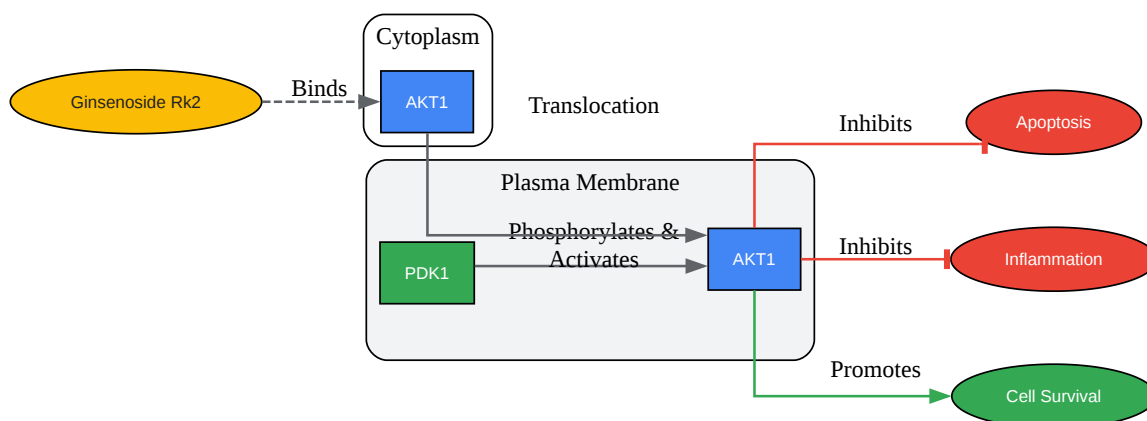 Cytoplasm
Ginsenoside Rk2
Binds
AKT1
Translocation
Inhibits
Apoptosis
Plasma Membrane
Phosphorylates &
Activates
PDK1
AKT1
Inhibits
Inflammation
Promotes
Cell Survival